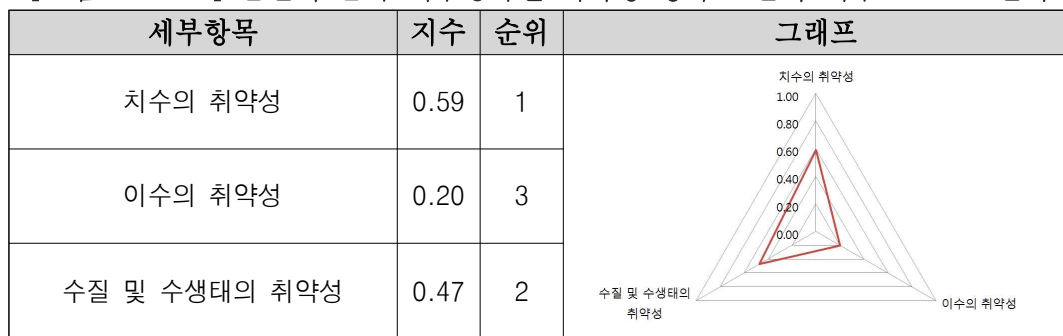 세부항목 지수 순위 그래프
치수의 취약성 0.59 1
이수의 취약성 0.20 3
수질 및 수생태의 취약성 0.47 2
치수의 취약성
1.00
0.80
0.60
0.40
0.20
0.00
수질 및 수생태의
취약성
이수의 취약성